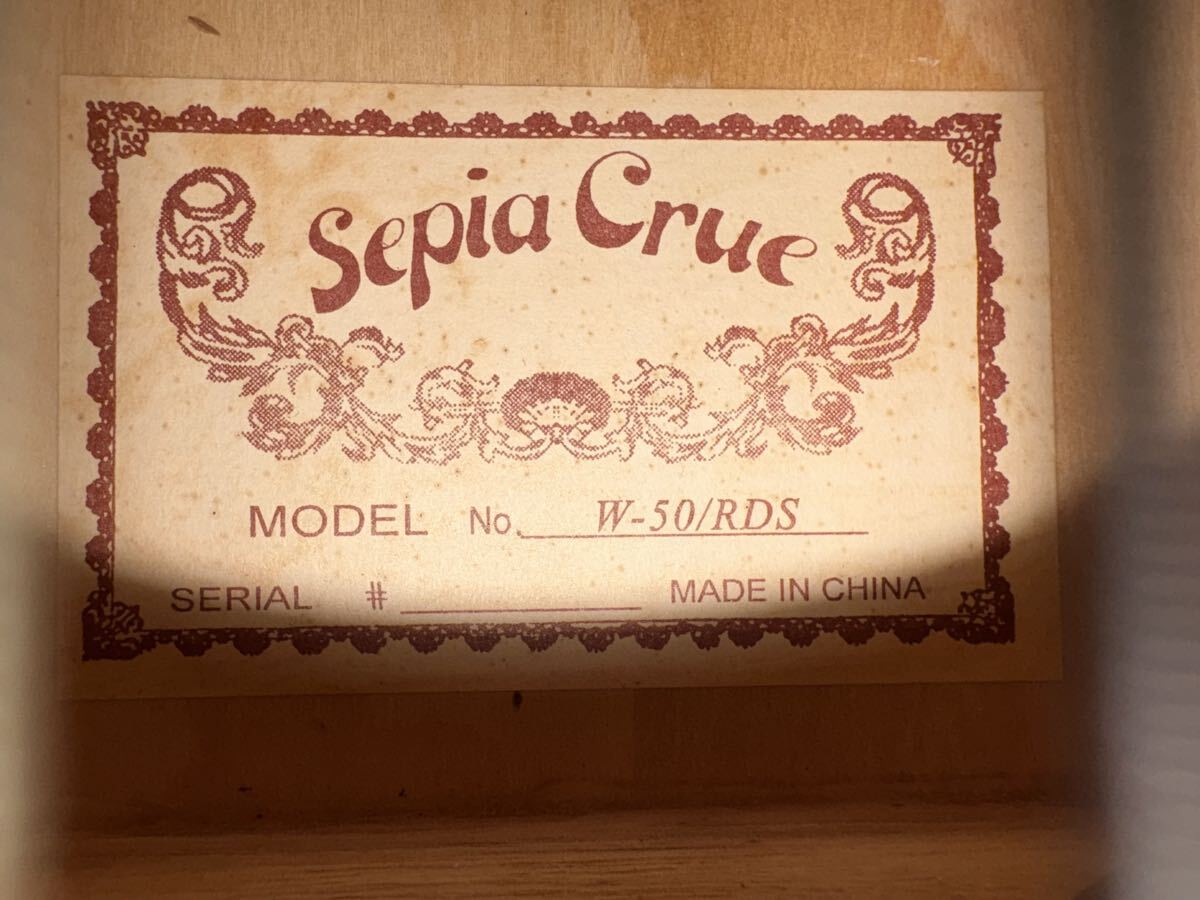 Sepia Crue
MODEL No. W-50/RDS
SERIAL # MADE IN CHINA